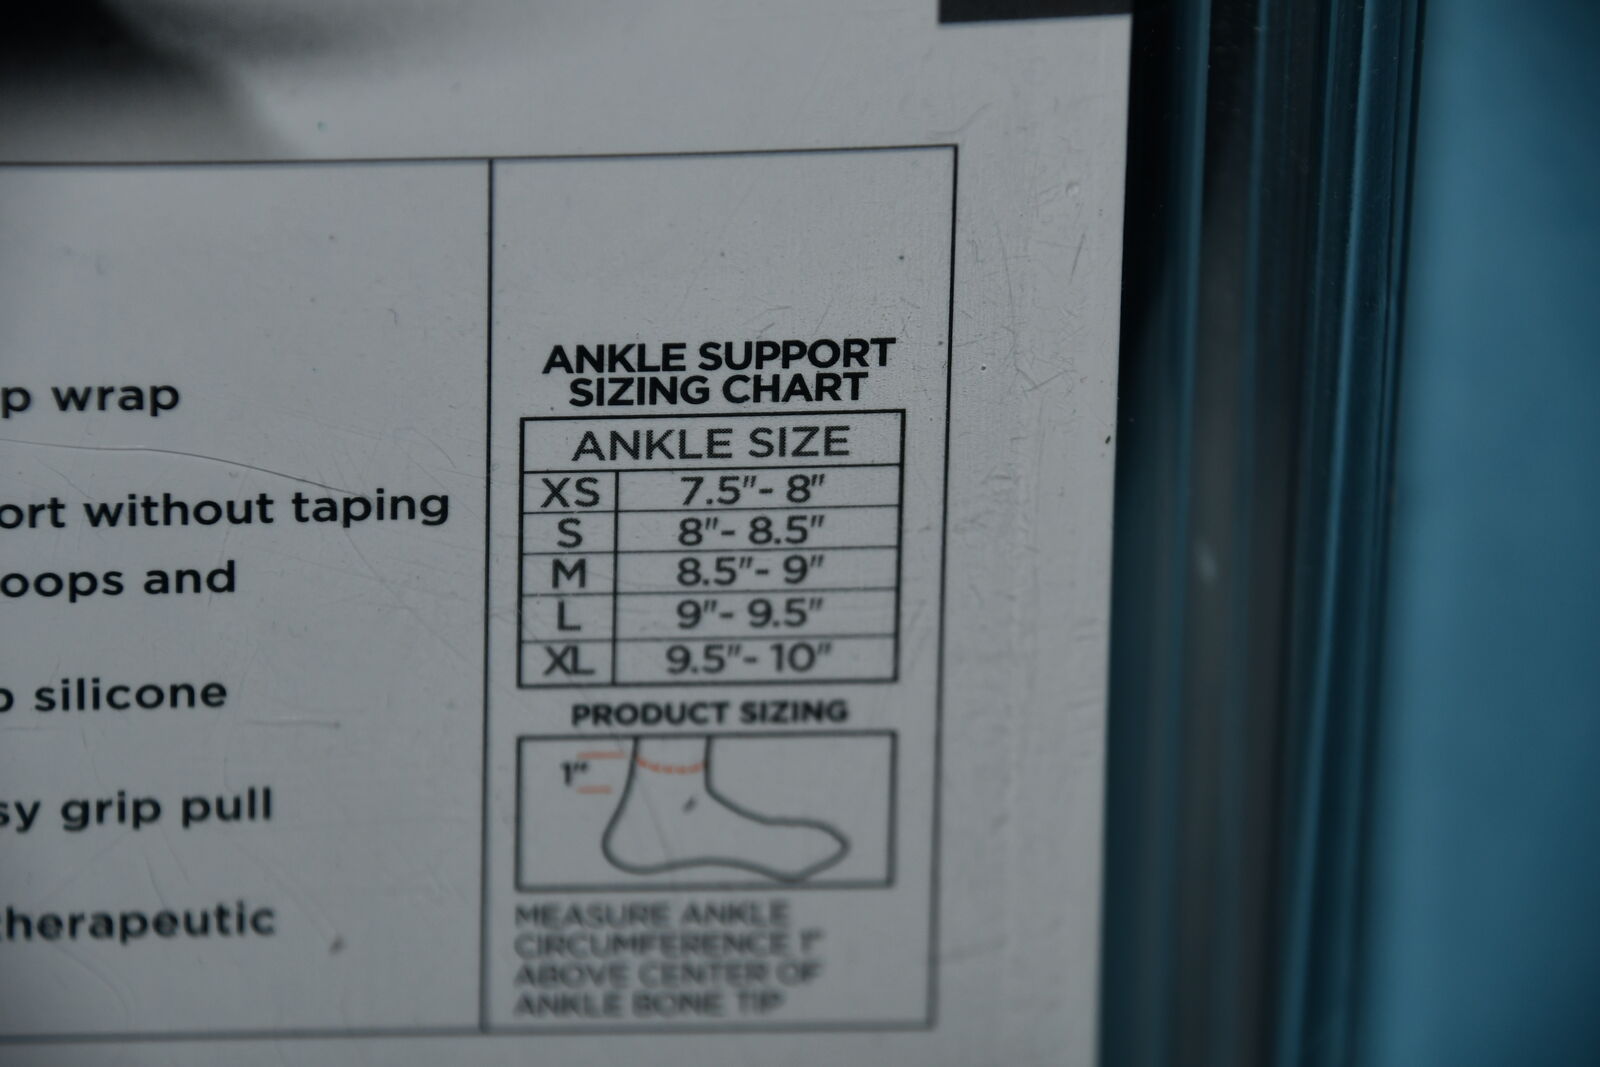 p wrap
ort without taping
oops and
silicone
sy grip pull
therapeutic
ANKLE SUPPORT
SIZING CHART
ANKLE SIZE
XS 7.5"- 8"
S 8"- 8.5"
M 8.5"- 9"
L 9"- 9.5"
XL 9.5"- 10"
PRODUCT SIZING
1"
MEASURE ANKLE
CIRCUMFERENCE 1"
ABOVE CENTER OF
ANKLE BONE TIP